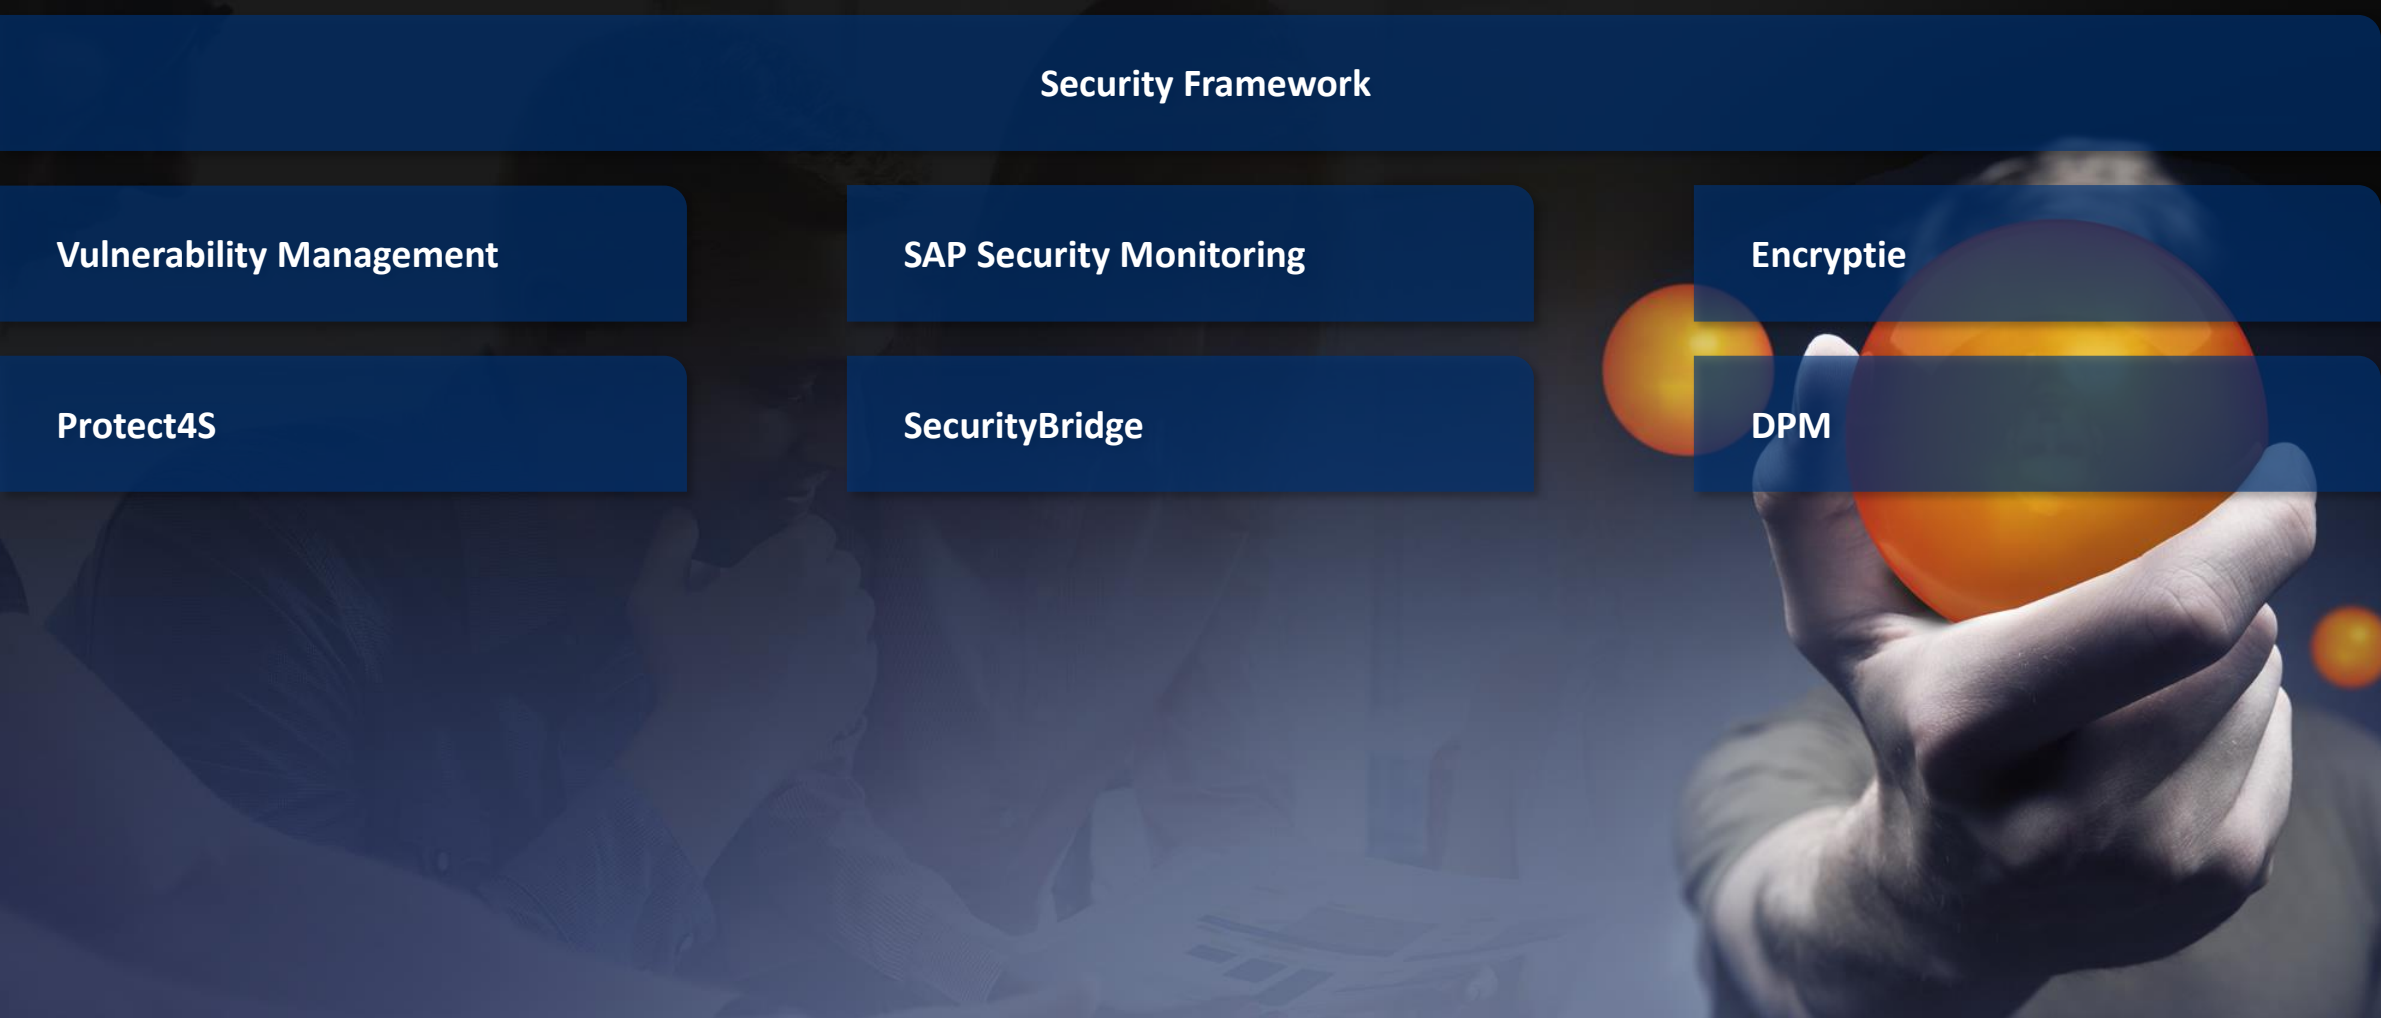 Security Framework
Vulnerability Management
SAP Security Monitoring
Encryptie
Protect4S
SecurityBridge
DPM